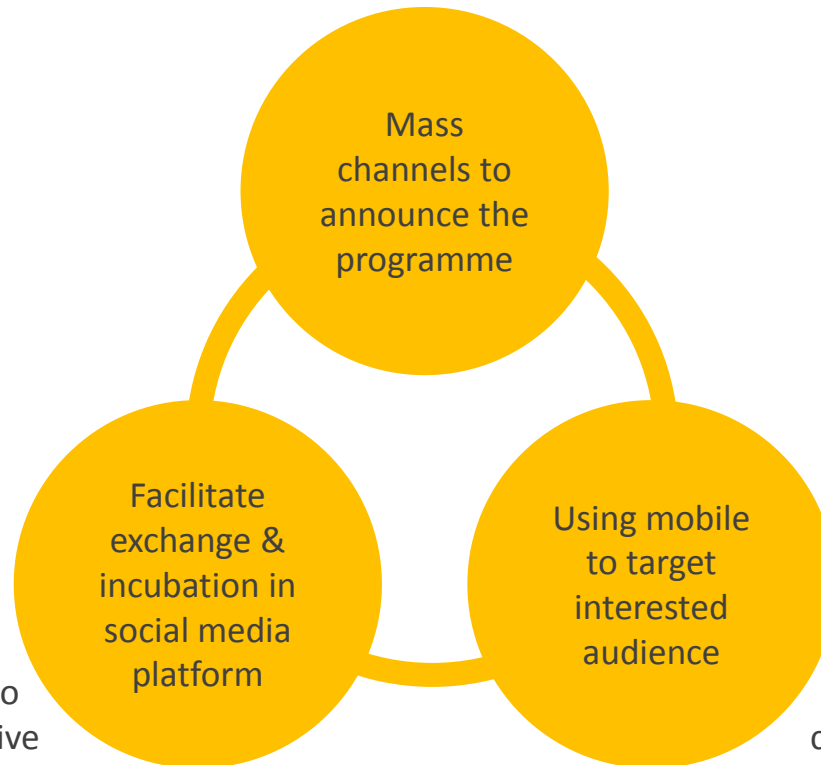 Mass
channels to
announce the
programme
Facilitate
exchange &
incubation in
social media
platform
Using mobile
to target
interested
audience